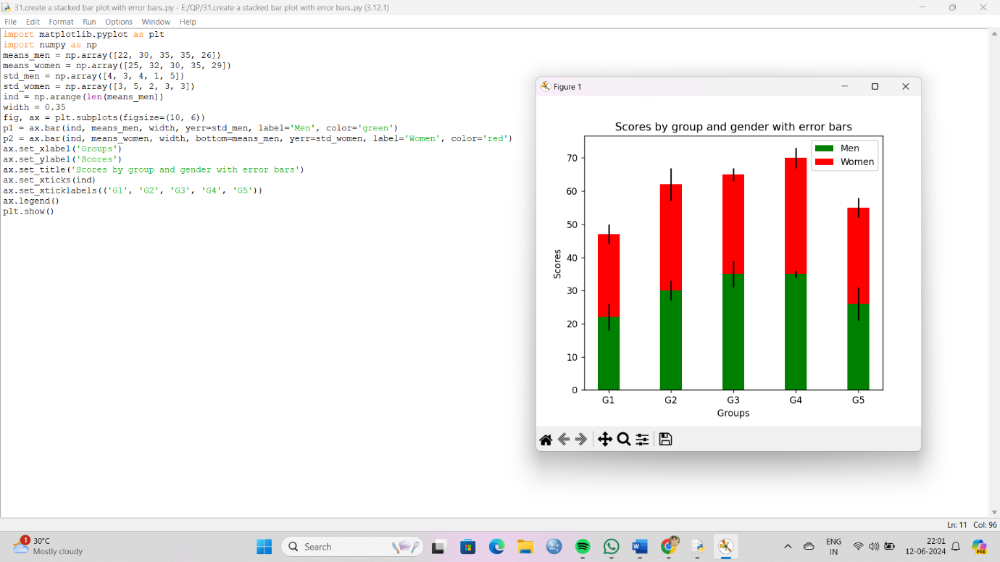 31.create a stacked bar plot with error bars..py - E:/QP/31.create a stacked bar plot with error bars..py (3.12.1)
File Edit Format Run Options Window Help
import matplotlib.pyplot as plt
import numpy as np
means_men = np.array([22, 30, 35, 35, 26])
means_women = np.array([25, 32, 30, 35, 29])
std_men = np.array([4, 3, 4, 1, 5])
std_women = np.array([3, 5, 2, 3, 3])
ind = np.arange(len(means_men))
width = 0.35
fig, ax = plt.subplots(figsize=(10, 6))
p1 = ax.bar(ind, means_men, width, yerr=std_men, label='Men', color='green')
p2 = ax.bar(ind, means_women, width, bottom=means_men, yerr=std_women, label='Women', color='red')
ax.set_xlabel('Groups')
ax.set_ylabel('Scores')
ax.set_title('Scores by group and gender with error bars')
ax.set_xticks(ind)
ax.set_xticklabels(('G1', 'G2', 'G3', 'G4', 'G5'))
ax.legend()
plt.show()
Figure 1
Scores by group and gender with error bars
Men
Women
70
60
50
40
30
20
10
0
Scores
G1 G2 G3 G4 G5
Groups
Ln: 11 Col: 96
1
30°C
Mostly cloudy
Search
W
ENG
IN
22:01
12-06-2024
PRE